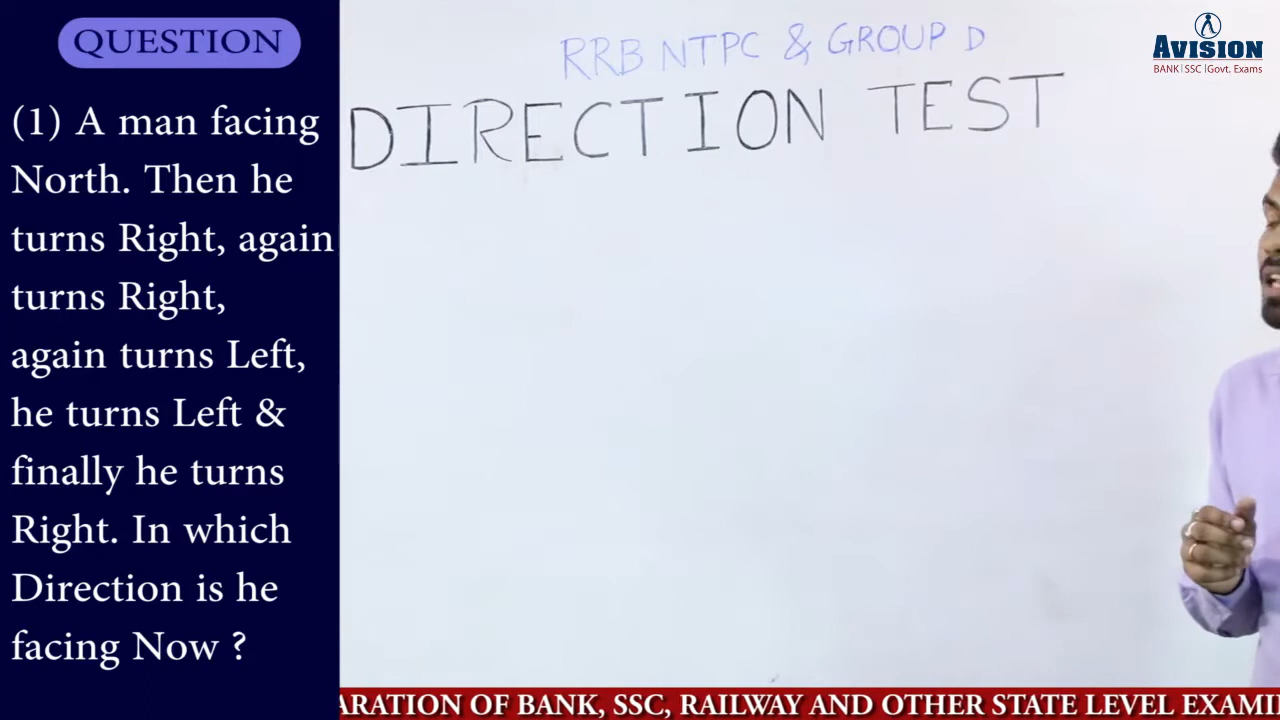 QUESTION
(1) A man facing
North. Then he
turns Right, again
turns Right,
again turns Left,
he turns Left &
finally he turns
Right. In which
Direction is he
facing Now ?
RRB NTPC & GROUP D
DIRECTION TEST
AVISION
BANK|SSC|Govt. Exams
ARATION OF BANK, SSC, RAILWAY AND OTHER STATE LEVEL EXAMI